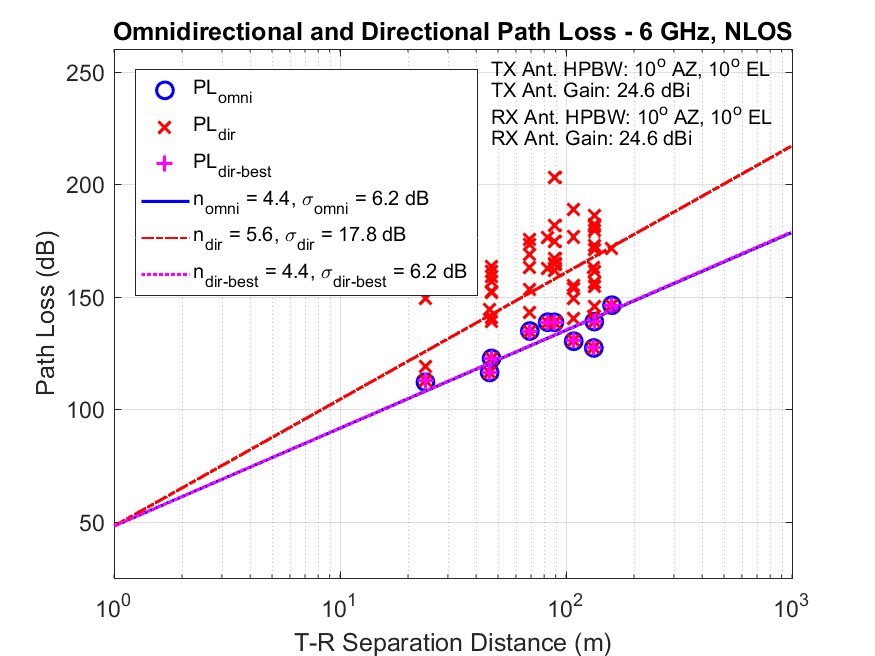 Omnidirectional and Directional Path Loss - 6 GHz, NLOS
TX Ant. HPBW: 10° AZ, 10° EL
TX Ant. Gain: 24.6 dBi
RX Ant. HPBW: 10° AZ, 10° EL
RX Ant. Gain: 24.6 dBi
PL_omni
PL_dir
PL_dir-best
n_omni = 4.4, σ_omni = 6.2 dB
n_dir = 5.6, σ_dir = 17.8 dB
n_dir-best = 4.4, σ_dir-best = 6.2 dB
Path Loss (dB)
250
200
150
100
50
10^0 10^1 10^2 10^3
T-R Separation Distance (m)